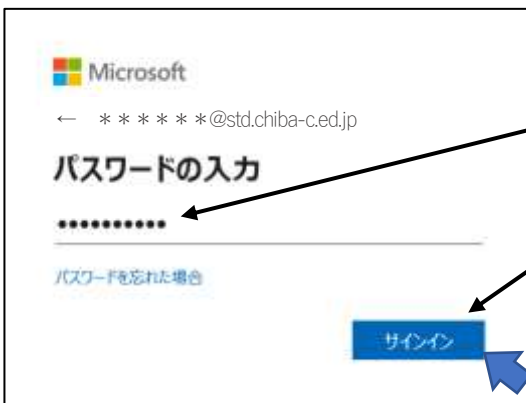 Microsoft
← ******@std.chiba-c.ed.jp
パスワードの入力
••••••••••
パスワードを忘れた場合
サインイン